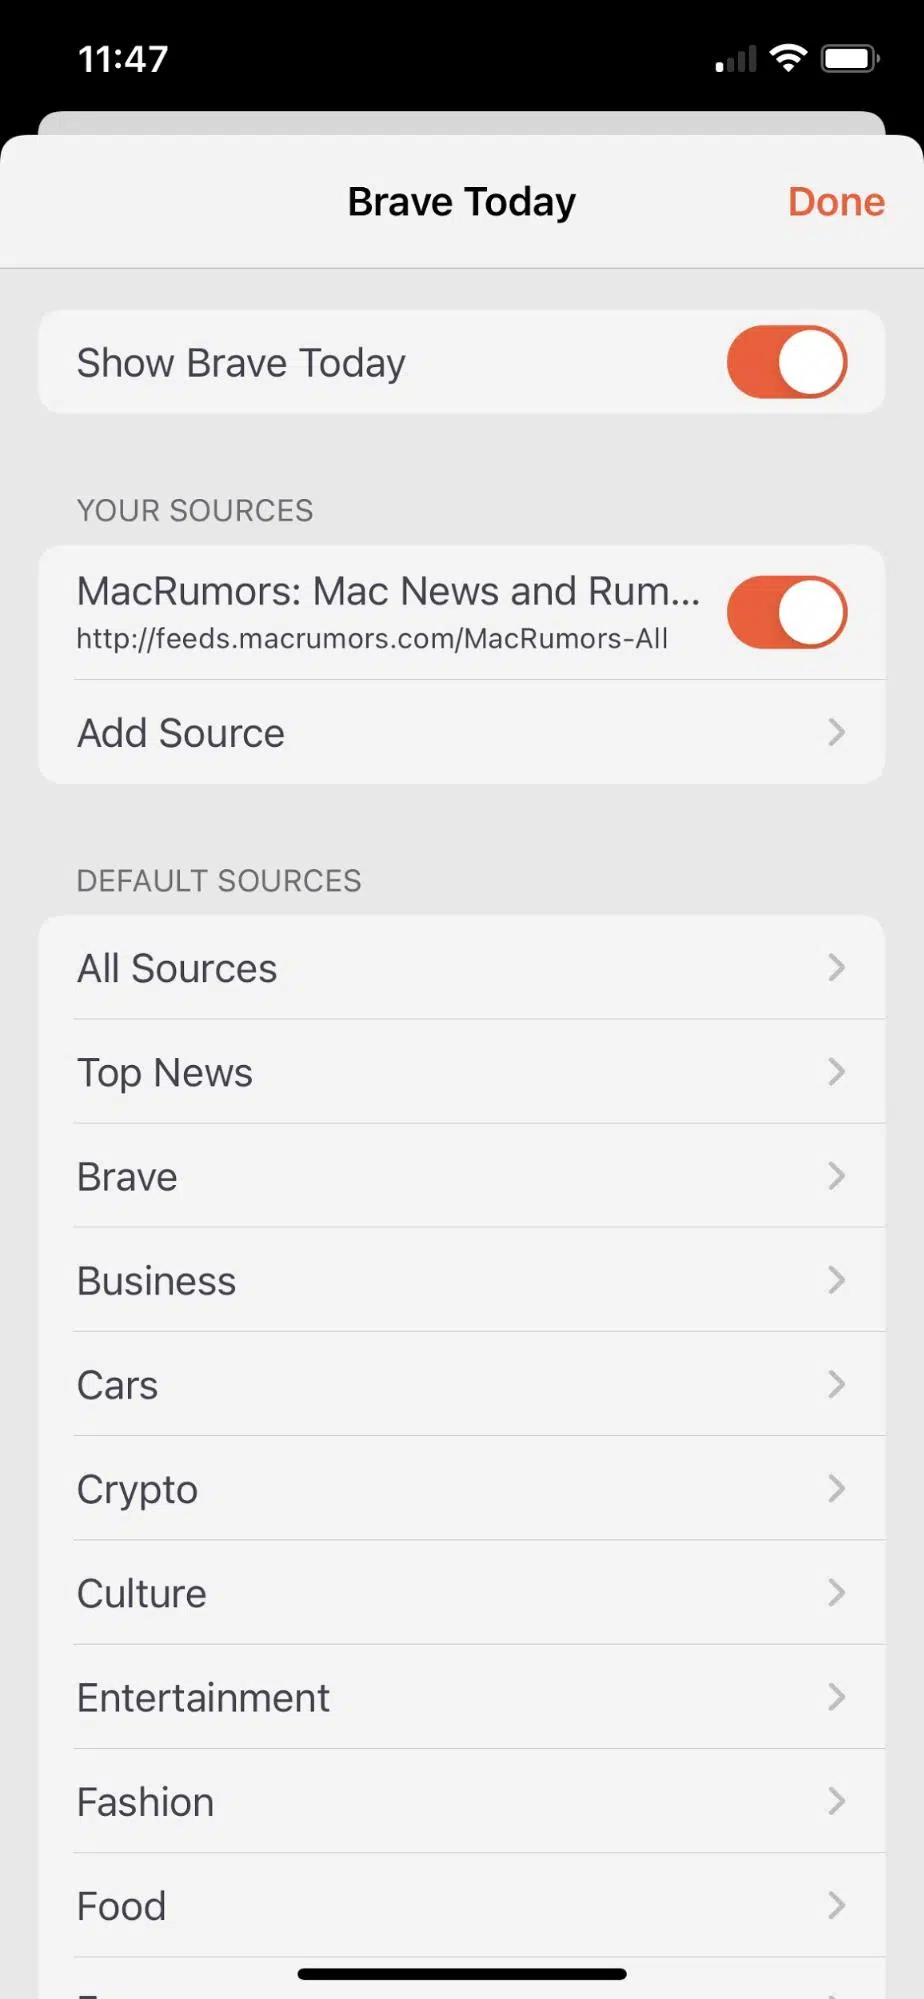 11:47
Brave Today
Done
Show Brave Today
YOUR SOURCES
MacRumors: Mac News and Rum...
http://feeds.macrumors.com/MacRumors-All
Add Source
DEFAULT SOURCES
All Sources
Top News
Brave
Business
Cars
Crypto
Culture
Entertainment
Fashion
Food